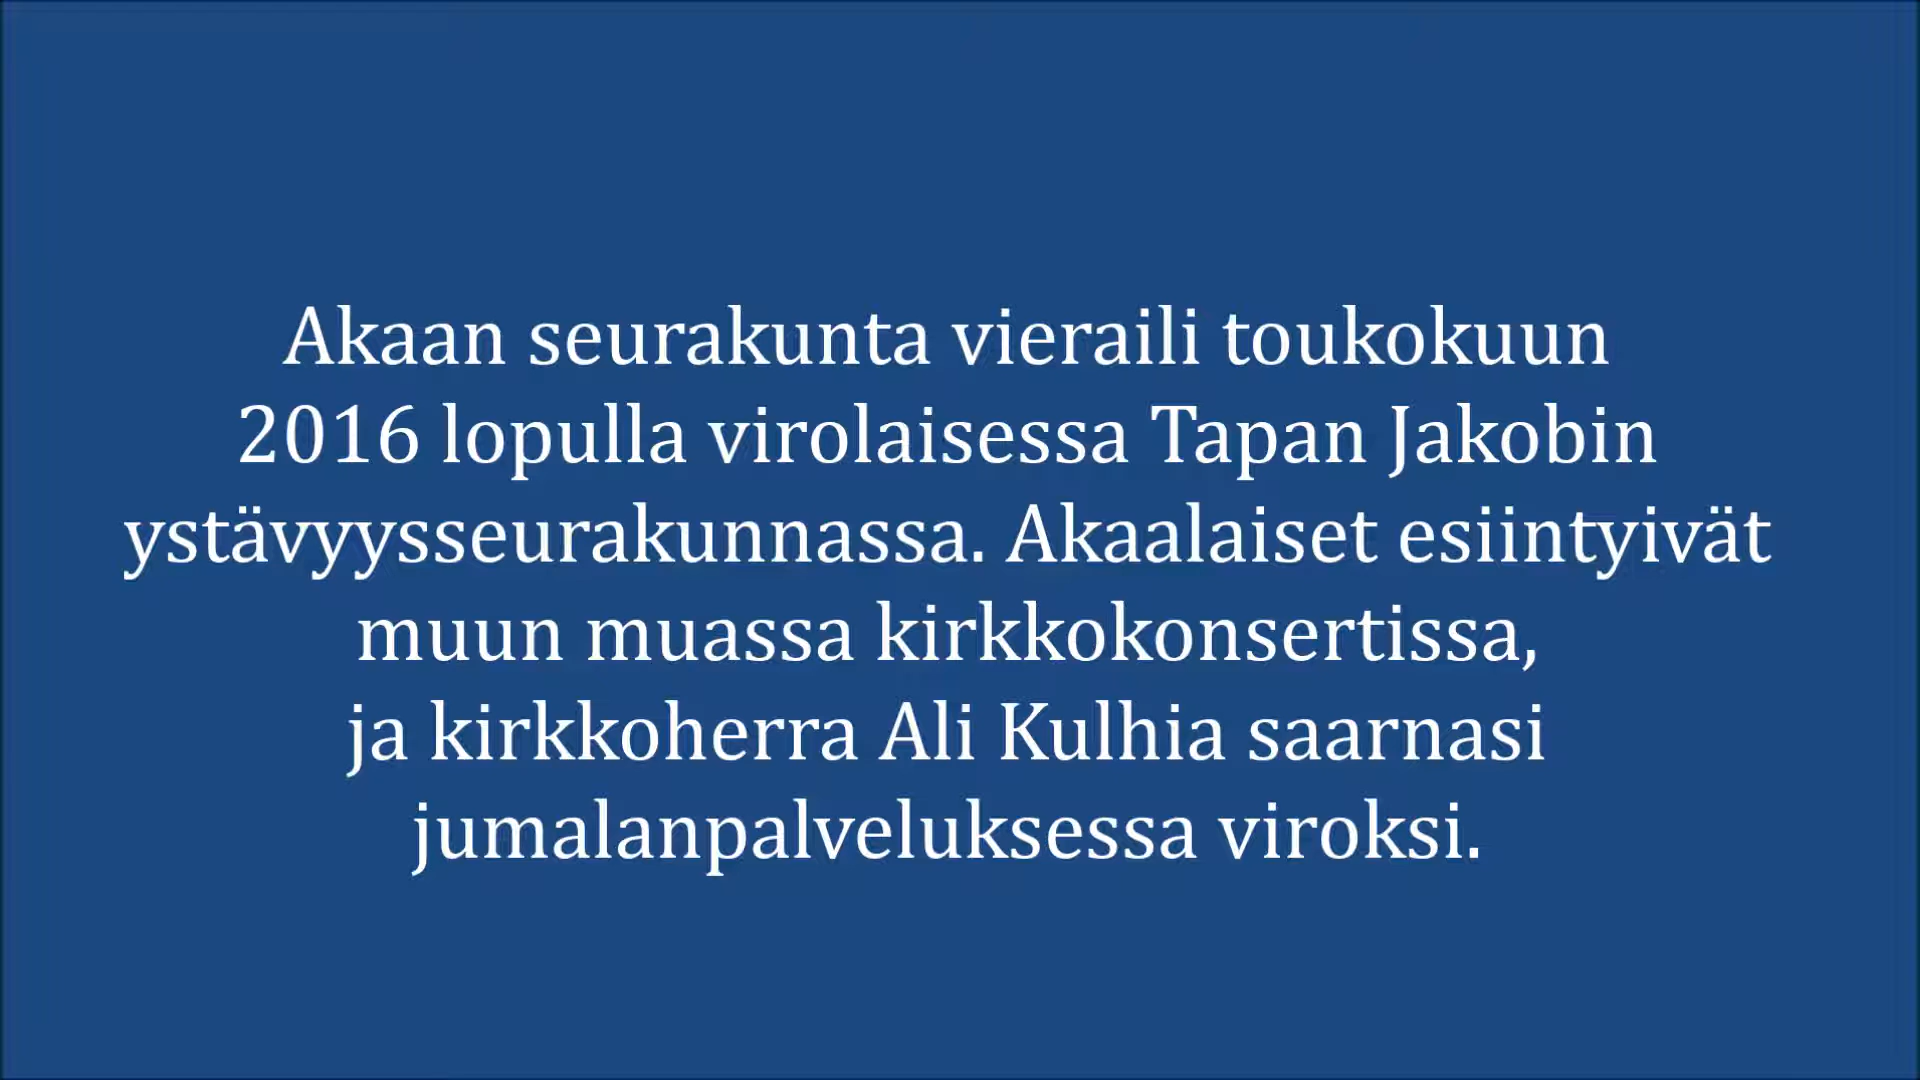 Akaan seurakunta vieraili toukokuun
2016 lopulla virolaisessa Tapan Jakobin
ystävyysseurakunnassa. Akaalaiset esiintyivät
muun muassa kirkkokonsertissa,
ja kirkkoherra Ali Kulhia saarnasi
jumalanpalveluksessa viroksi.